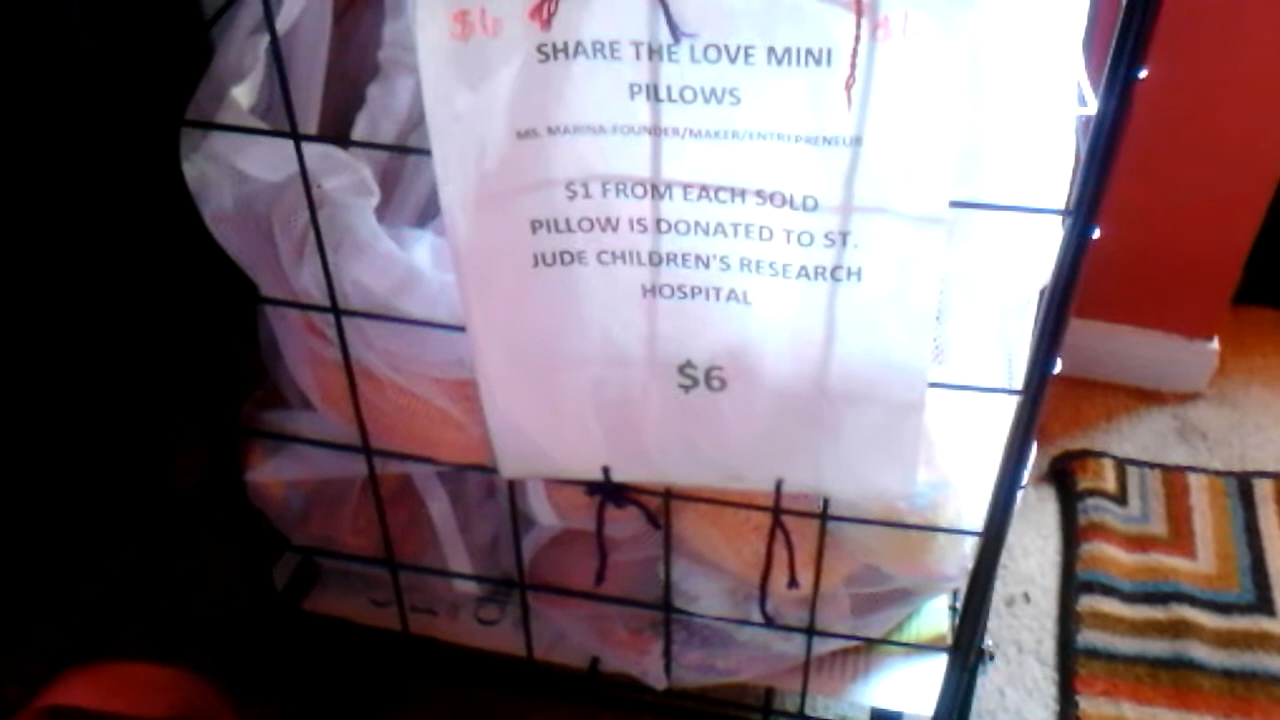 $6
SHARE THE LOVE MINI
PILLOWS
MS. MARINA-FOUNDER/MAKER/ENTREPRENEUR
$1 FROM EACH SOLD
PILLOW IS DONATED TO ST.
JUDE CHILDREN'S RESEARCH
HOSPITAL
$6